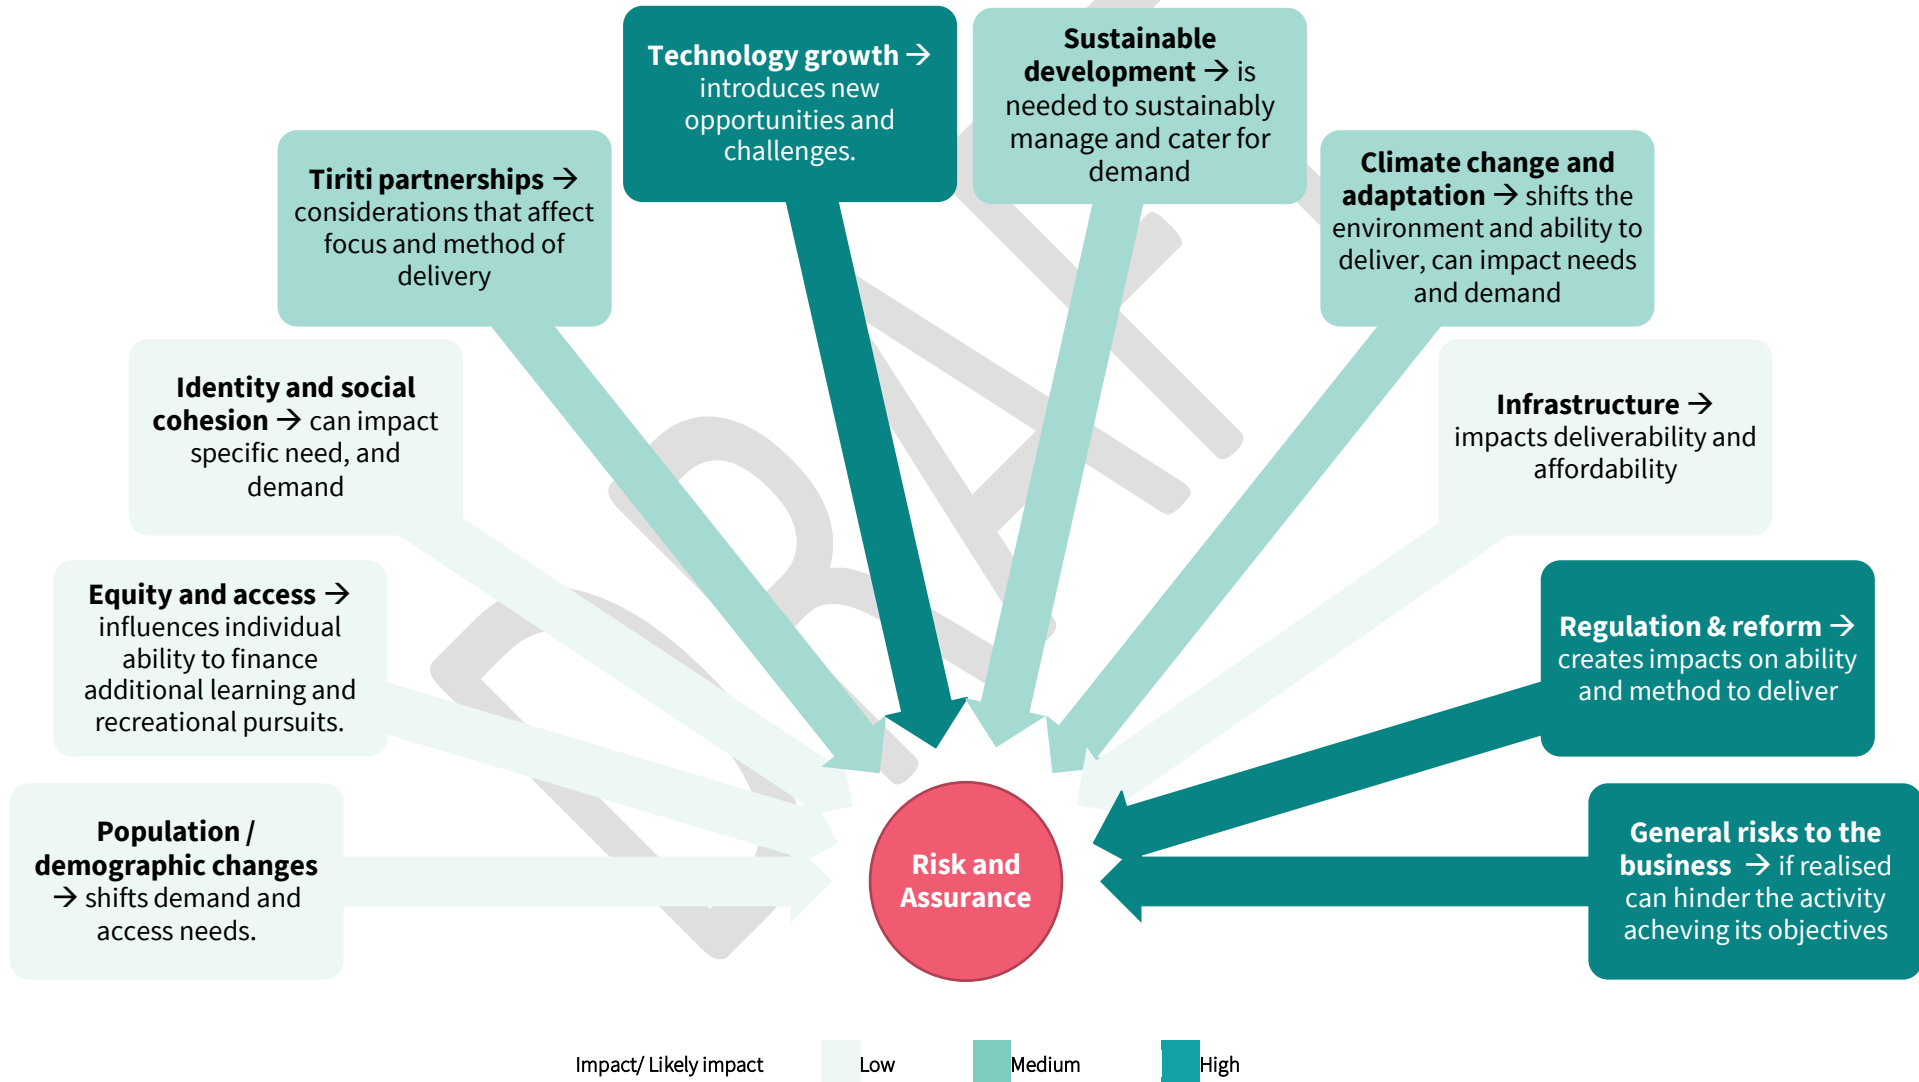 Technology growth →
introduces new
opportunities and
challenges.
Sustainable
development → is
needed to sustainably
manage and cater for
demand
Tiriti partnerships →
considerations that affect
focus and method of
delivery
Climate change and
adaptation → shifts the
environment and ability to
deliver, can impact needs
and demand
Identity and social
cohesion → can impact
specific need, and
demand
Infrastructure →
impacts deliverability and
affordability
Equity and access →
influences individual
ability to finance
additional learning and
recreational pursuits.
Regulation & reform →
creates impacts on ability
and method to deliver
Population /
demographic changes
→ shifts demand and
access needs.
General risks to the
business → if realised
can hinder the activity
acheving its objectives
Risk and
Assurance
DRAFT
Impact/ Likely impact Low Medium High